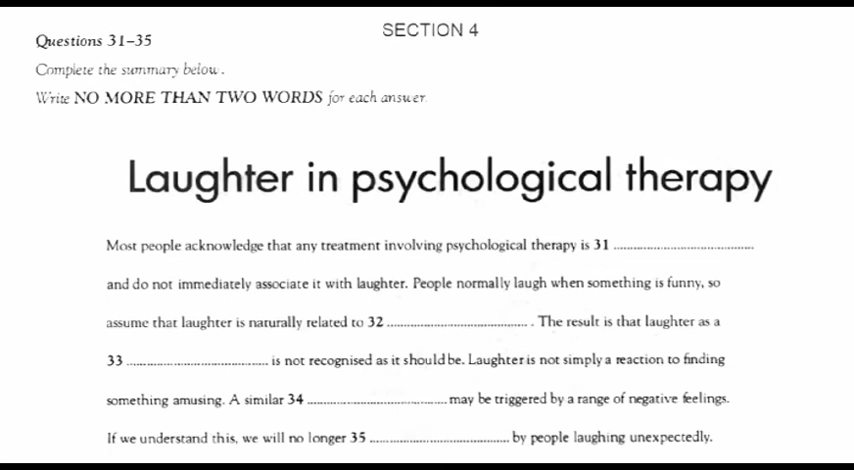 SECTION 4
Questions 31–35
Complete the summary below.
Write NO MORE THAN TWO WORDS for each answer.
Laughter in psychological therapy
Most people acknowledge that any treatment involving psychological therapy is 31 ........................................
and do not immediately associate it with laughter. People normally laugh when something is funny, so
assume that laughter is naturally related to 32 ........................................ . The result is that laughter as a
33 ........................................ is not recognised as it should be. Laughter is not simply a reaction to finding
something amusing. A similar 34 ........................................ may be triggered by a range of negative feelings.
If we understand this, we will no longer 35 ........................................ by people laughing unexpectedly.